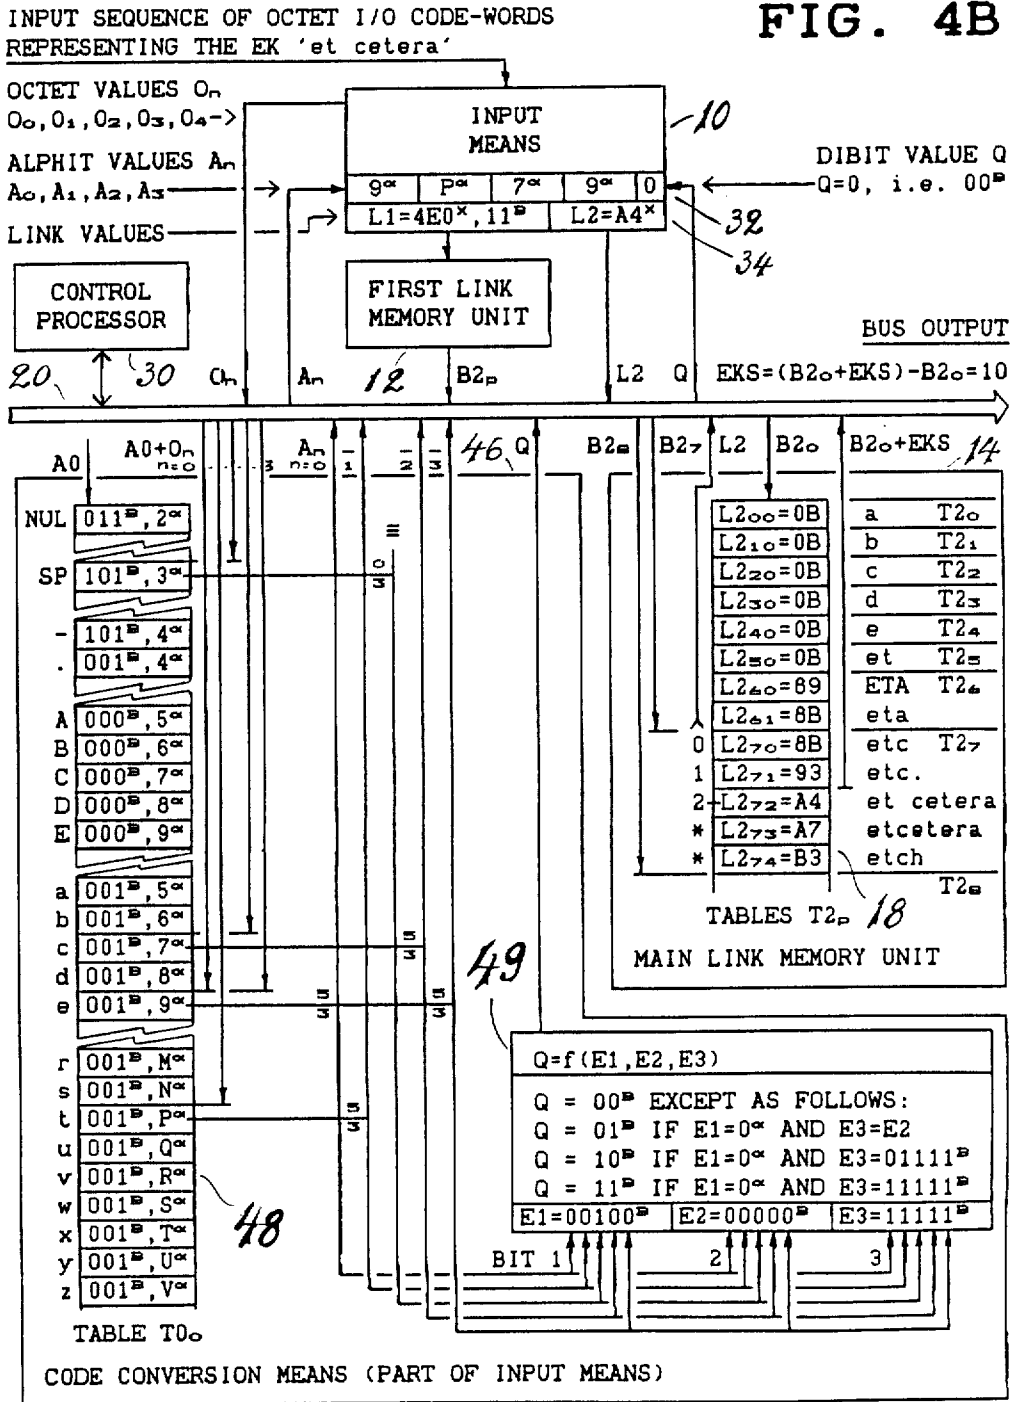 INPUT SEQUENCE OF OCTET I/O CODE-WORDS
REPRESENTING THE EK 'et cetera'
FIG. 4B
OCTET VALUES On
O0,O1,O2,O3,O4->
ALPHIT VALUES An
A0,A1,A2,A3
LINK VALUES
INPUT
MEANS
10
9α Pα 7α 9α 0
L1=4E0x,11B L2=A4x
DIBIT VALUE Q
Q=0, i.e. 00B
32
34
CONTROL
PROCESSOR
FIRST LINK
MEMORY UNIT
BUS OUTPUT
20 30 On An 12 B2p L2 Q EKS=(B2o+EKS)-B2o=10
A0 A0+On
n=0 3
An
n=0 1 2 3
46 Q B28 B27 L2 B2o B2o+EKS 14
NUL 011B,2α
SP 101B,3α
- 101B,4α
. 001B,4α
A 000B,5α
B 000B,6α
C 000B,7α
D 000B,8α
E 000B,9α
a 001B,5α
b 001B,6α
c 001B,7α
d 001B,8α
e 001B,9α
r 001B,Mα
s 001B,Nα
t 001B,Pα
u 001B,Qα
v 001B,Rα
w 001B,Sα
x 001B,Tα
y 001B,Uα
z 001B,Vα
48
TABLE T0o
L200=0B a T20
L210=0B b T21
L220=0B c T22
L230=0B d T23
L240=0B e T24
L250=0B et T25
L260=89 ETA T26
L261=8B eta
0 L270=8B etc T27
1 L271=93 etc.
2 L272=A4 et cetera
* L273=A7 etcetera
* L274=B3 etch
T28
TABLES T2p 18
MAIN LINK MEMORY UNIT
49
Q=f(E1,E2,E3)
Q = 00B EXCEPT AS FOLLOWS:
Q = 01B IF E1=0α AND E3=E2
Q = 10B IF E1=0α AND E3=01111B
Q = 11B IF E1=0α AND E3=11111B
E1=00100B E2=00000B E3=11111B
BIT 1 2 3
CODE CONVERSION MEANS (PART OF INPUT MEANS)